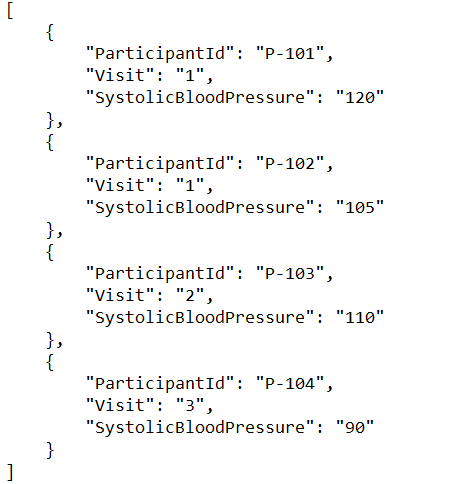 [
    {
        "ParticipantId": "P-101",
        "Visit": "1",
        "SystolicBloodPressure": "120"
    },
    {
        "ParticipantId": "P-102",
        "Visit": "1",
        "SystolicBloodPressure": "105"
    },
    {
        "ParticipantId": "P-103",
        "Visit": "2",
        "SystolicBloodPressure": "110"
    },
    {
        "ParticipantId": "P-104",
        "Visit": "3",
        "SystolicBloodPressure": "90"
    }
]